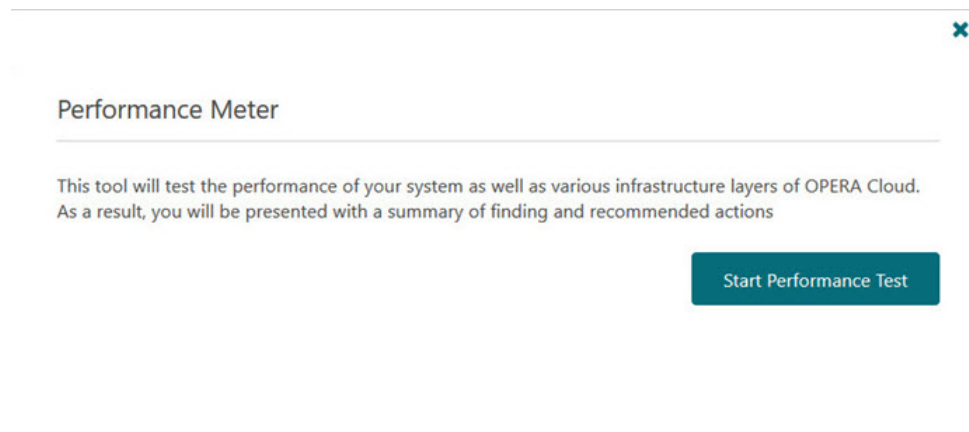 Performance Meter
This tool will test the performance of your system as well as various infrastructure layers of OPERA Cloud.
As a result, you will be presented with a summary of finding and recommended actions
Start Performance Test